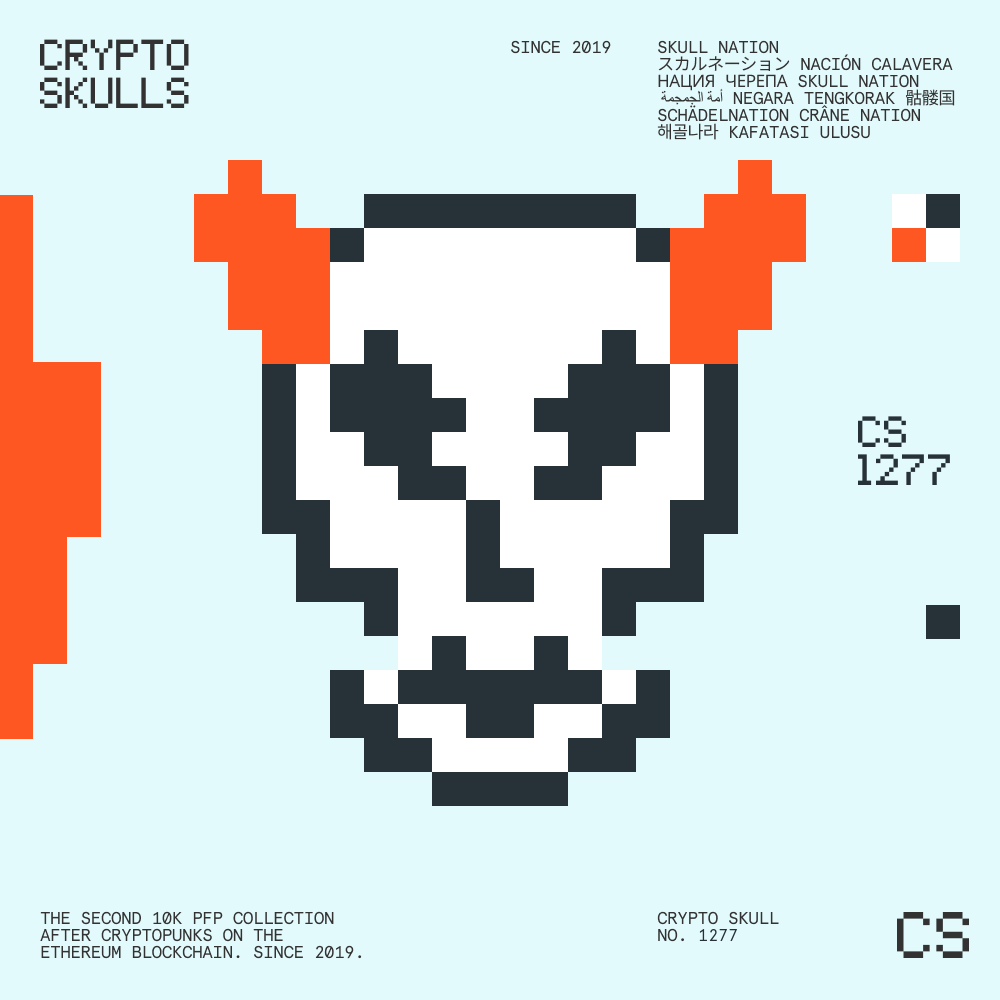 CRYPTO
SKULLS
SINCE 2019
SKULL NATION
スカルネーション NACIÓN CALAVERA
НАЦИЯ ЧЕРЕПА SKULL NATION
أمة الجمجمة NEGARA TENGKORAK 骷髅国
SCHÄDELNATION CRÂNE NATION
해골나라 KAFATASI ULUSU
CS
1277
THE SECOND 10K PFP COLLECTION
AFTER CRYPTOPUNKS ON THE
ETHEREUM BLOCKCHAIN. SINCE 2019.
CRYPTO SKULL
NO. 1277
CS